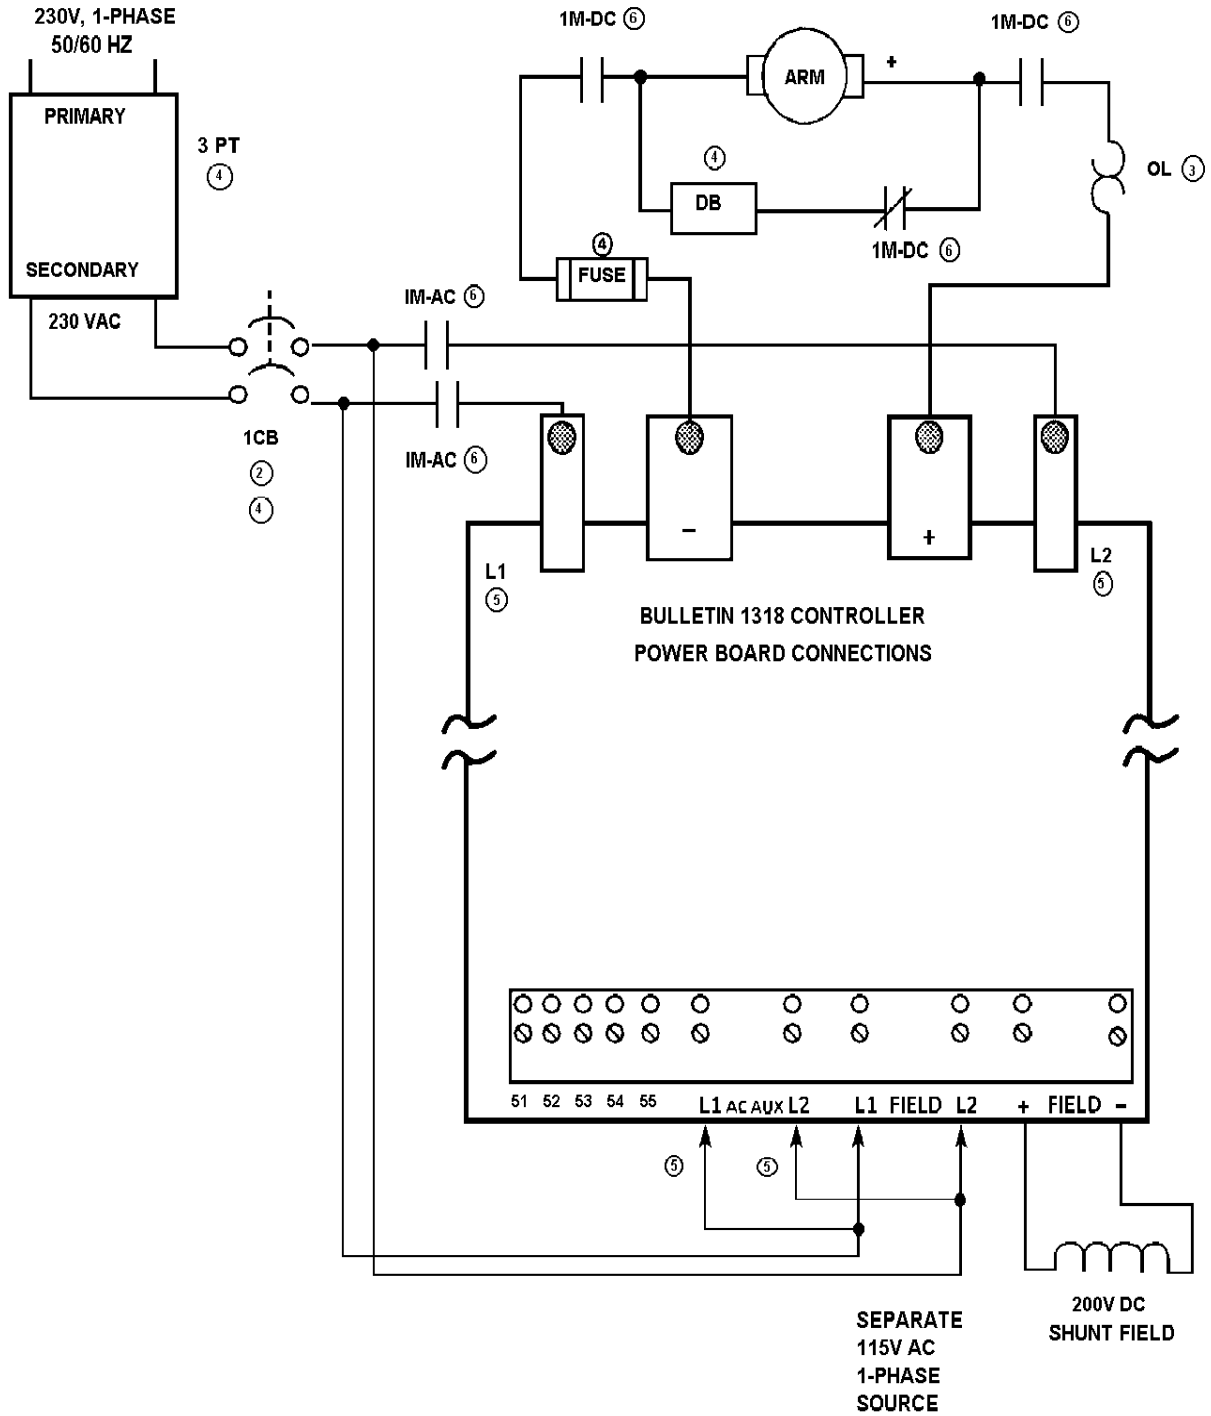 230V, 1-PHASE
50/60 HZ
PRIMARY
3 PT
4
SECONDARY
230 VAC
1CB
2
4
IM-AC 6
IM-AC 6
1M-DC 6
ARM
+
1M-DC 6
OL 3
4
DB
1M-DC 6
4
FUSE
-
+
L1
5
L2
5
BULLETIN 1318 CONTROLLER
POWER BOARD CONNECTIONS
51 52 53 54 55 L1 AC AUX L2 L1 FIELD L2 + FIELD -
5
5
200V DC
SHUNT FIELD
SEPARATE
115V AC
1-PHASE
SOURCE